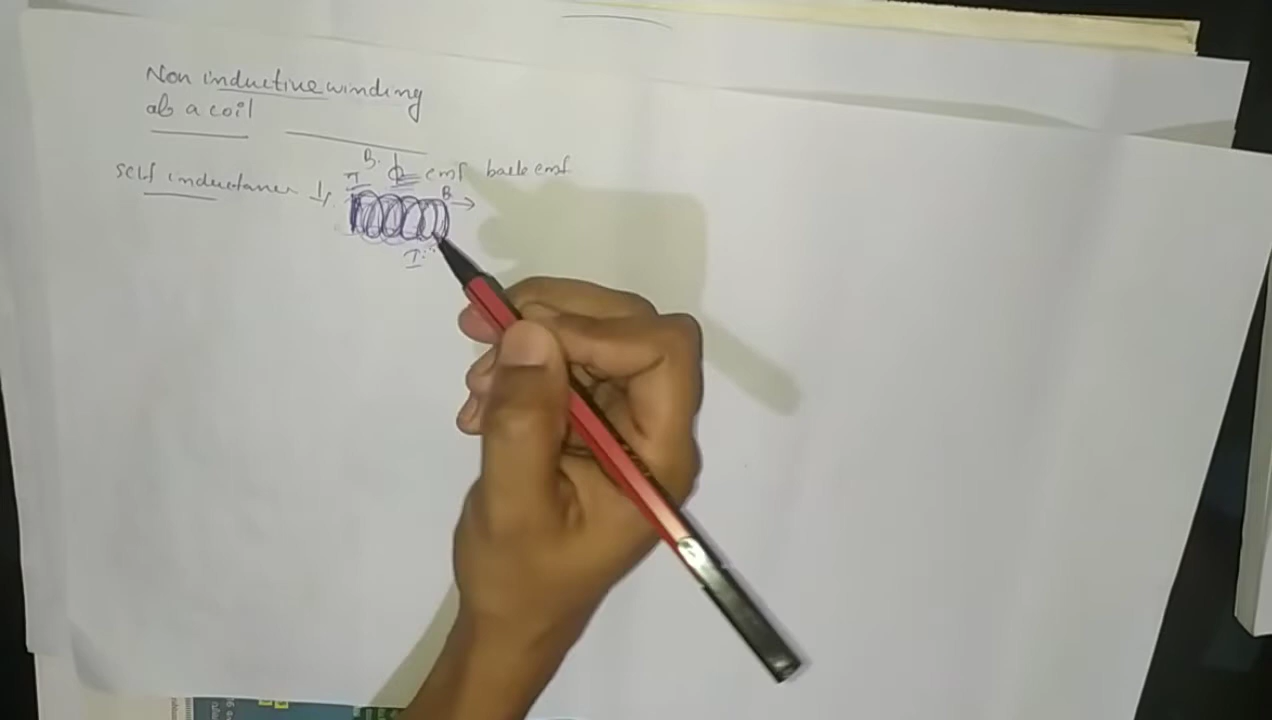 Non inductive winding
of a coil
B. ϕ
self inductance I, I emf back emf
B
I